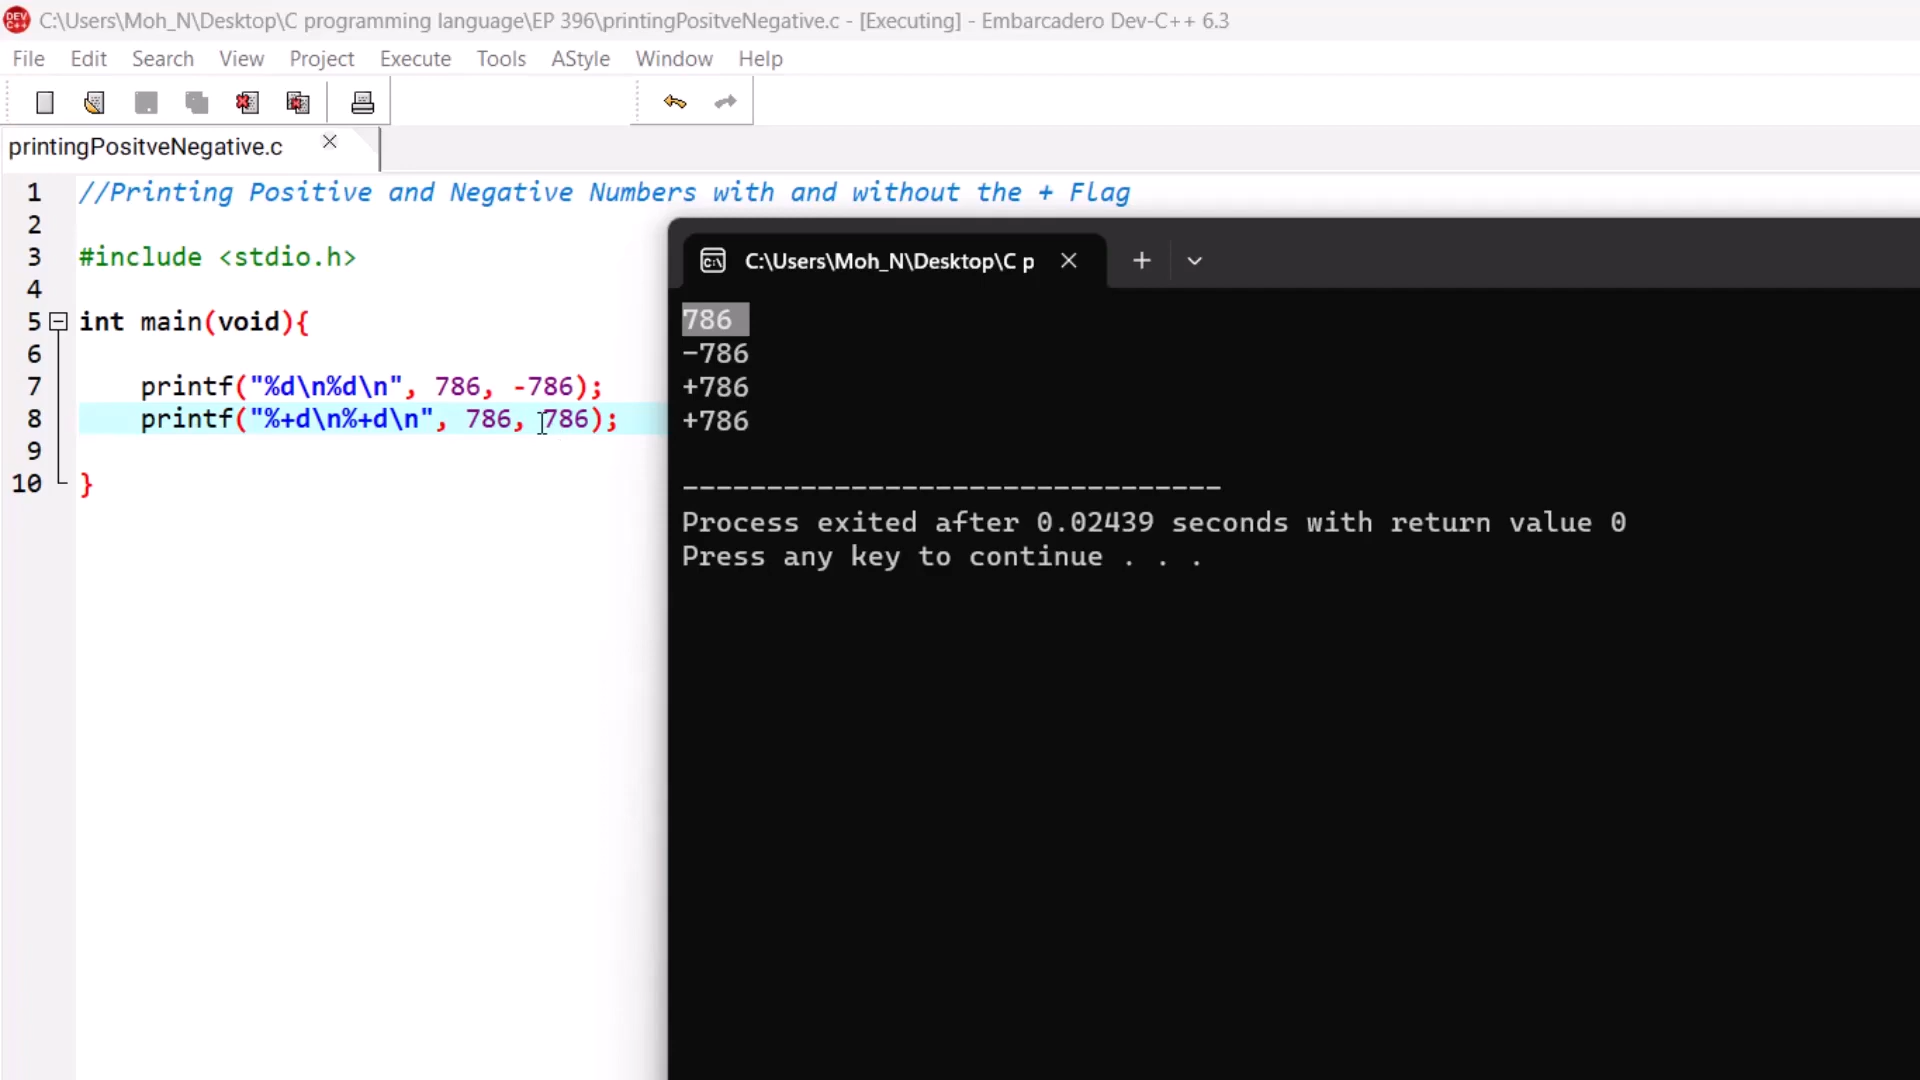 C:\Users\Moh_N\Desktop\C programming language\EP 396\printingPositveNegative.c - [Executing] - Embarcadero Dev-C++ 6.3
File Edit Search View Project Execute Tools AStyle Window Help
printingPositveNegative.c
1 //Printing Positive and Negative Numbers with and without the + Flag
2
3 #include <stdio.h>
4
5 int main(void){
6
7 printf("%d\n%d\n", 786, -786);
8 printf("%+d\n%+d\n", 786, 786);
9
10 }
C:\Users\Moh_N\Desktop\C p
786
-786
+786
+786
--------------------------------
Process exited after 0.02439 seconds with return value 0
Press any key to continue . . .